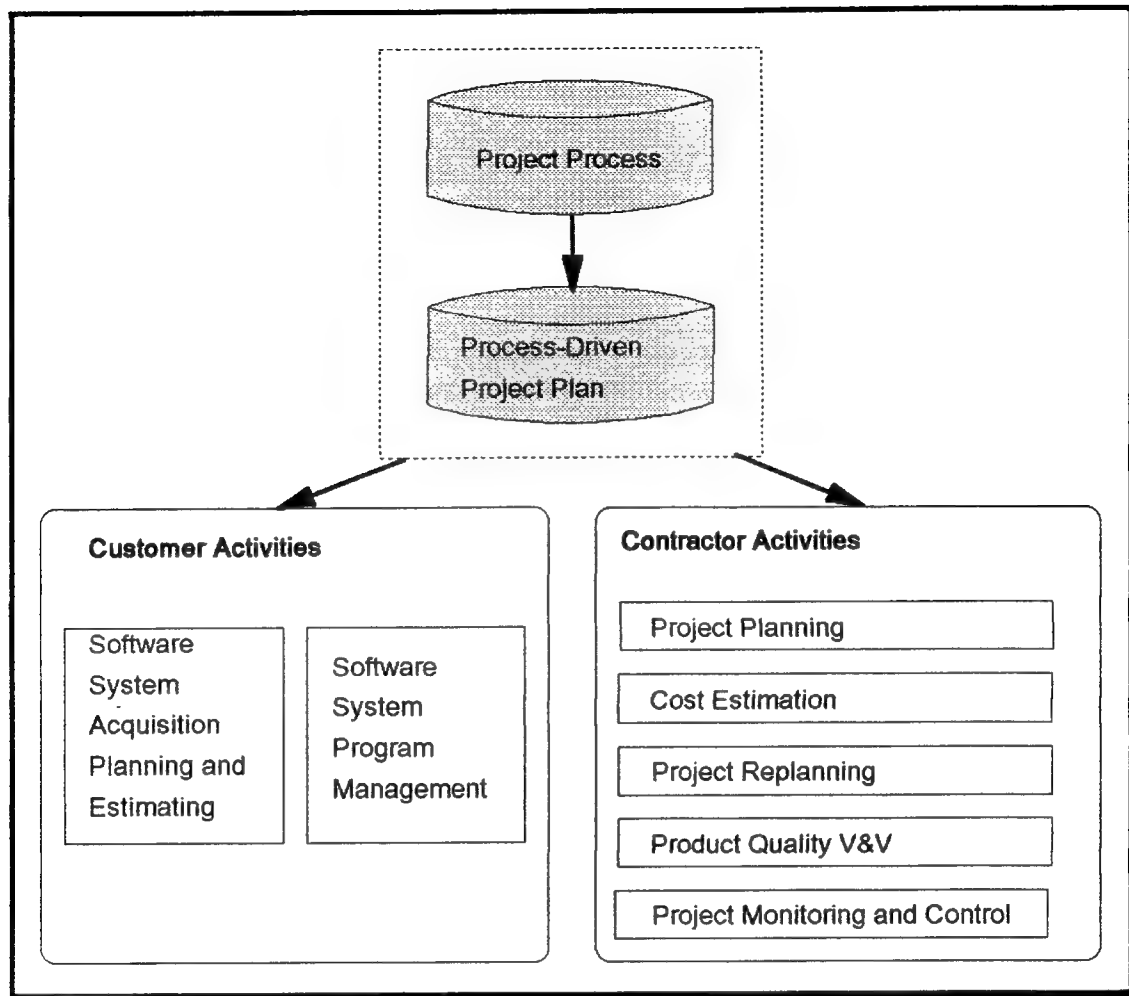 Project Process
Process-Driven
Project Plan
Customer Activities
Software
System
Acquisition
Planning and
Estimating
Software
System
Program
Management
Contractor Activities
Project Planning
Cost Estimation
Project Replanning
Product Quality V&V
Project Monitoring and Control